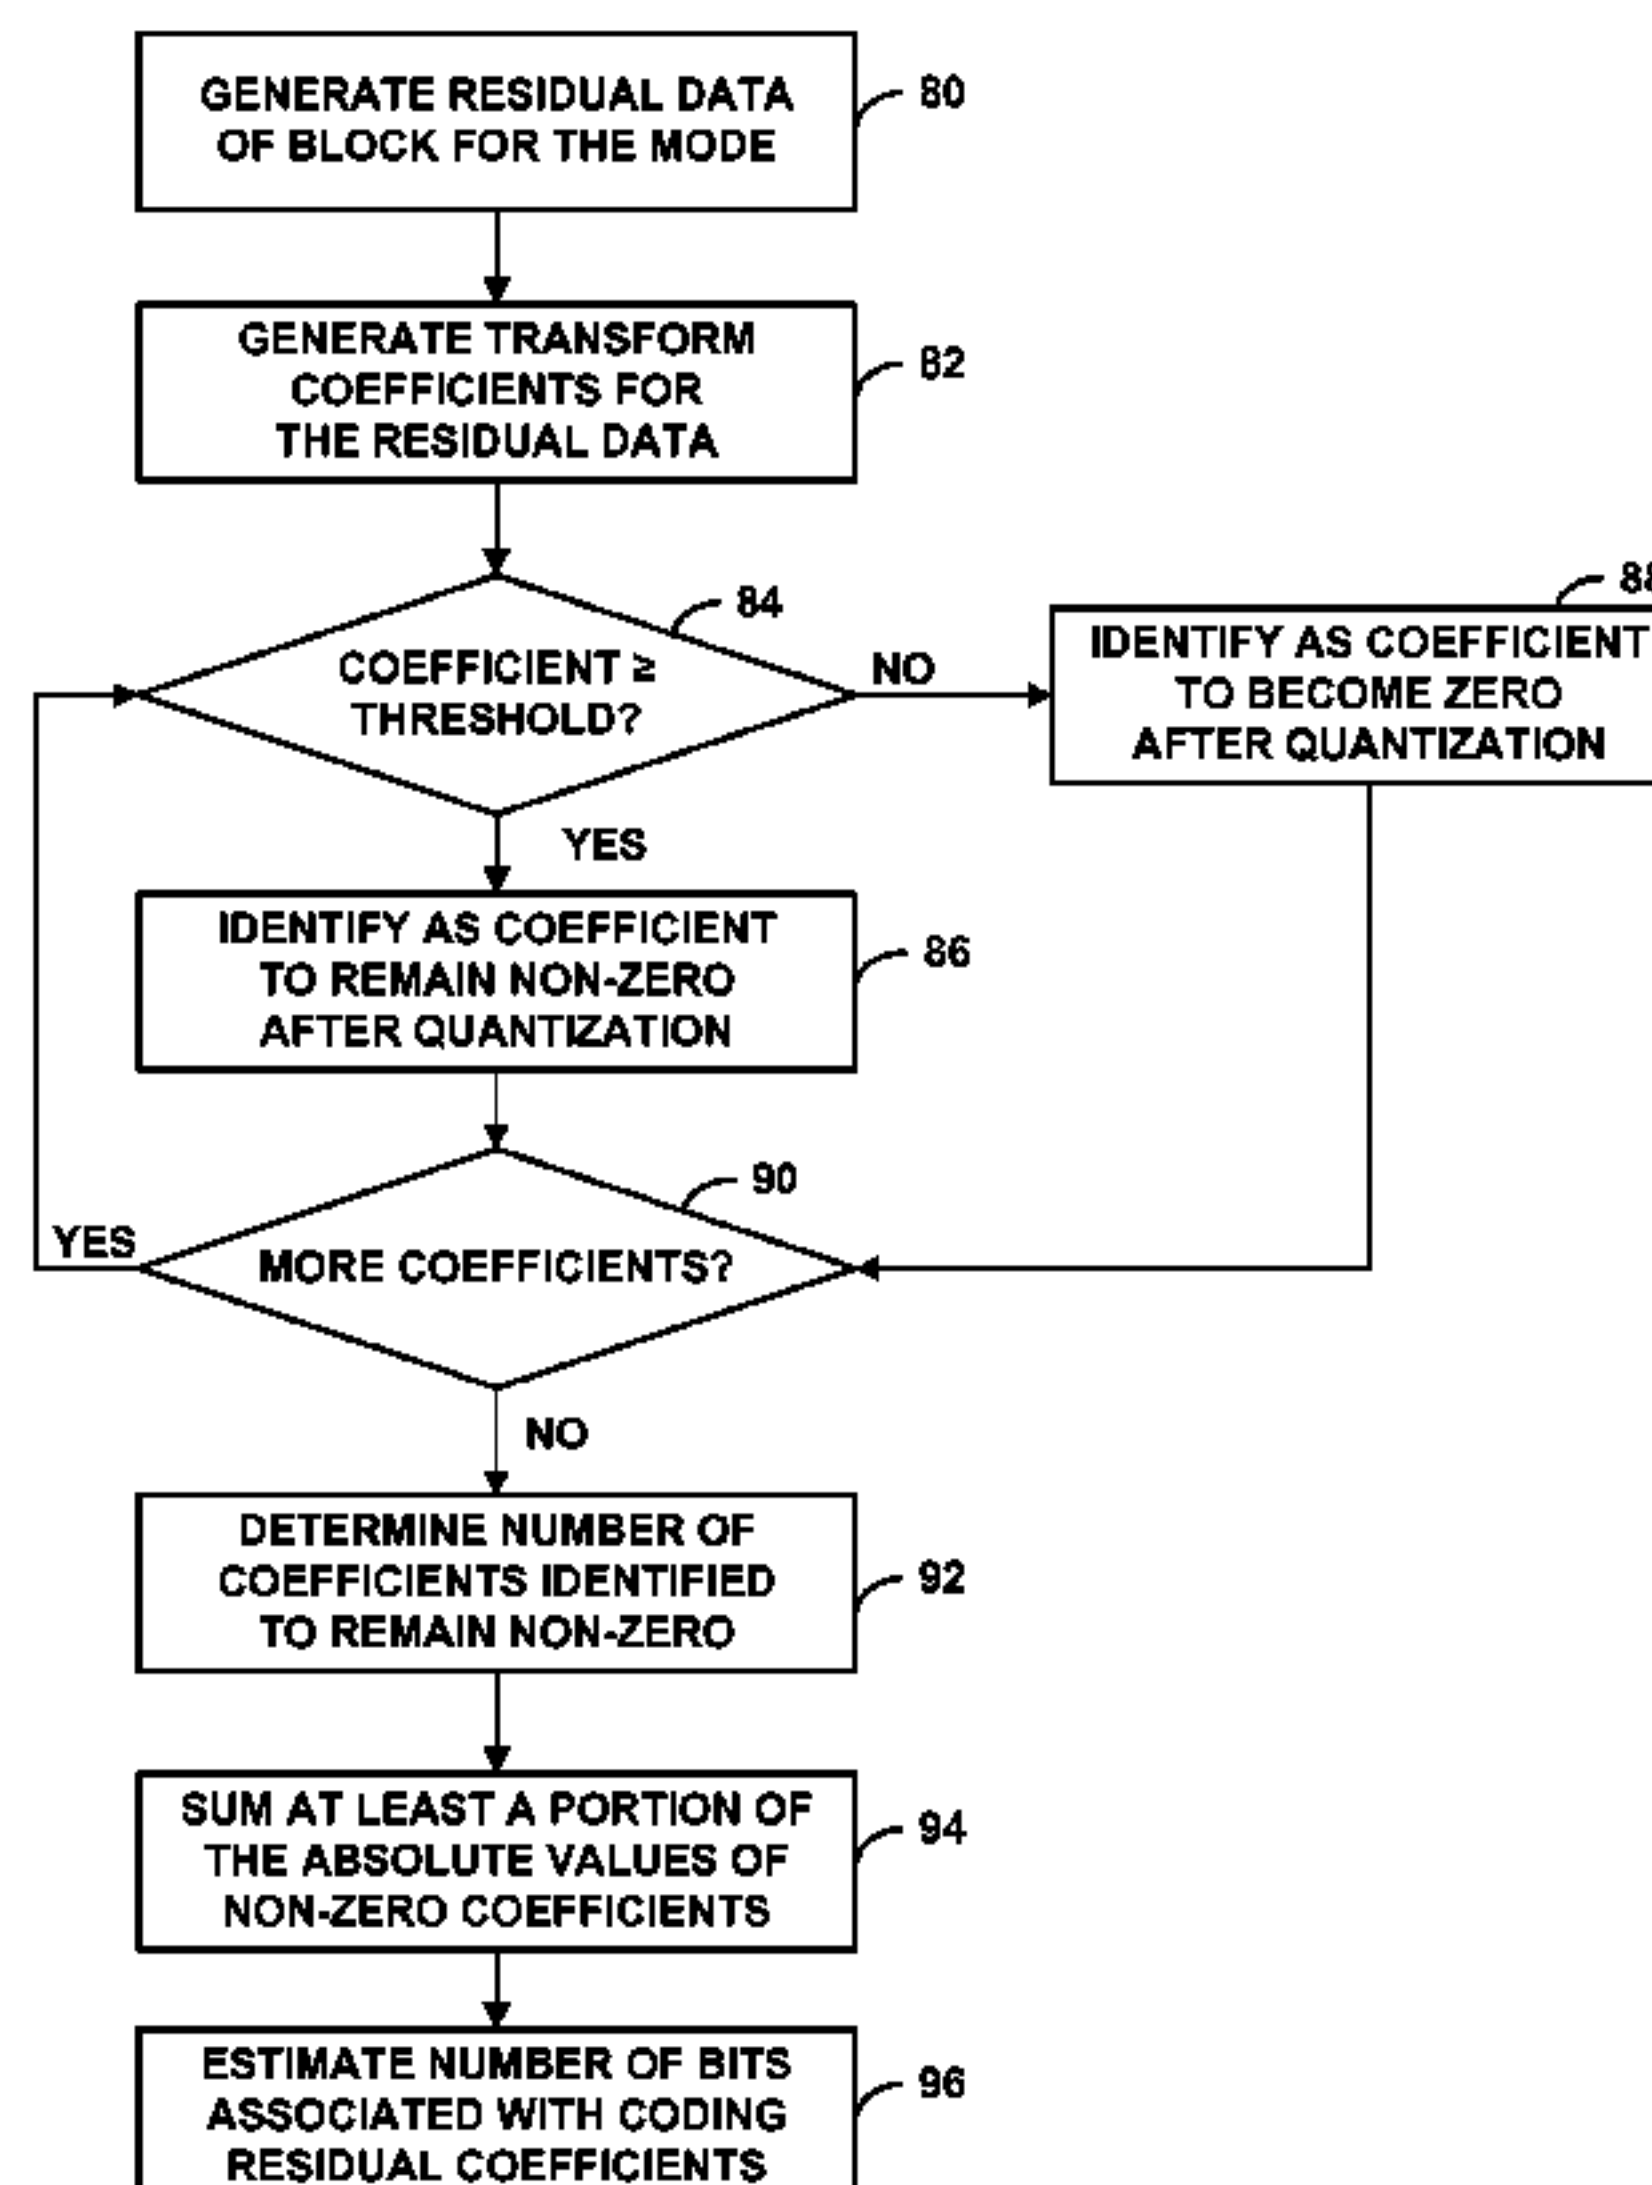 GENERATE RESIDUAL DATA
OF BLOCK FOR THE MODE
80
GENERATE TRANSFORM
COEFFICIENTS FOR
THE RESIDUAL DATA
82
84
COEFFICIENT ≥
THRESHOLD?
NO
88
IDENTIFY AS COEFFICIENT
TO BECOME ZERO
AFTER QUANTIZATION
YES
IDENTIFY AS COEFFICIENT
TO REMAIN NON-ZERO
AFTER QUANTIZATION
86
90
YES
MORE COEFFICIENTS?
NO
DETERMINE NUMBER OF
COEFFICIENTS IDENTIFIED
TO REMAIN NON-ZERO
92
SUM AT LEAST A PORTION OF
THE ABSOLUTE VALUES OF
NON-ZERO COEFFICIENTS
94
ESTIMATE NUMBER OF BITS
ASSOCIATED WITH CODING
RESIDUAL COEFFICIENTS
96